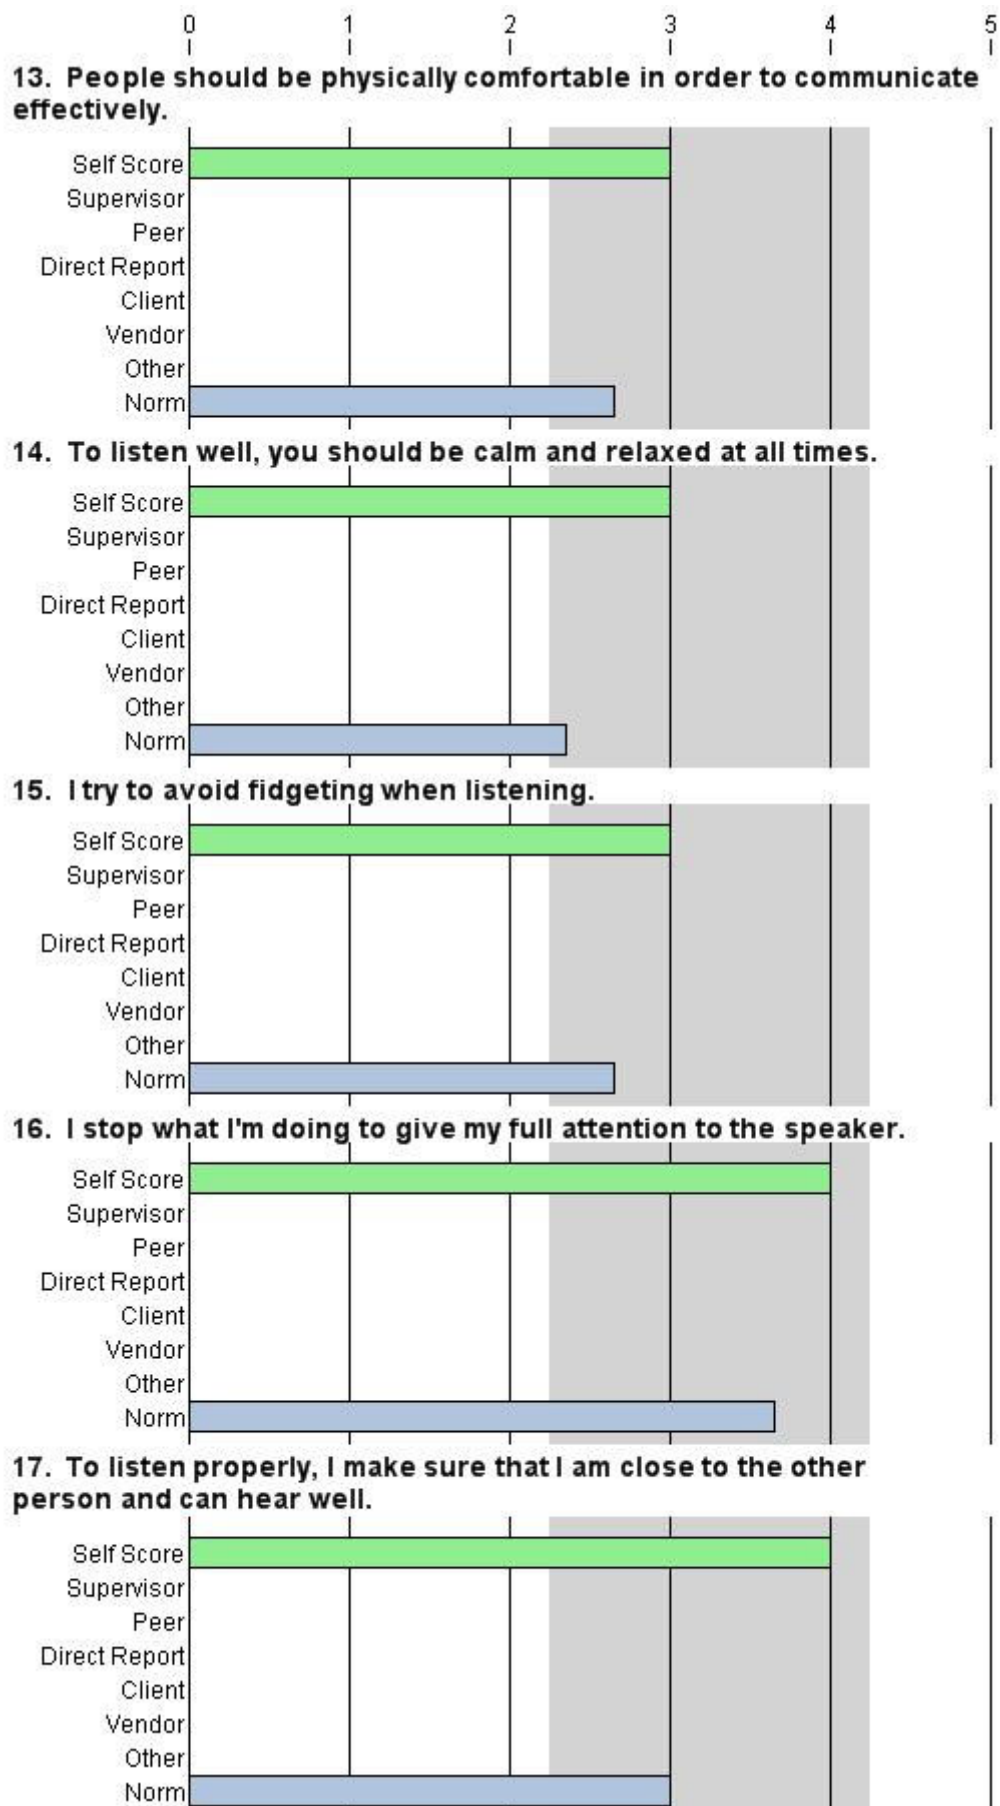 0 1 2 3 4 5
13. People should be physically comfortable in order to communicate
effectively.
Self Score
Supervisor
Peer
Direct Report
Client
Vendor
Other
Norm
14. To listen well, you should be calm and relaxed at all times.
Self Score
Supervisor
Peer
Direct Report
Client
Vendor
Other
Norm
15. I try to avoid fidgeting when listening.
Self Score
Supervisor
Peer
Direct Report
Client
Vendor
Other
Norm
16. I stop what I'm doing to give my full attention to the speaker.
Self Score
Supervisor
Peer
Direct Report
Client
Vendor
Other
Norm
17. To listen properly, I make sure that I am close to the other
person and can hear well.
Self Score
Supervisor
Peer
Direct Report
Client
Vendor
Other
Norm